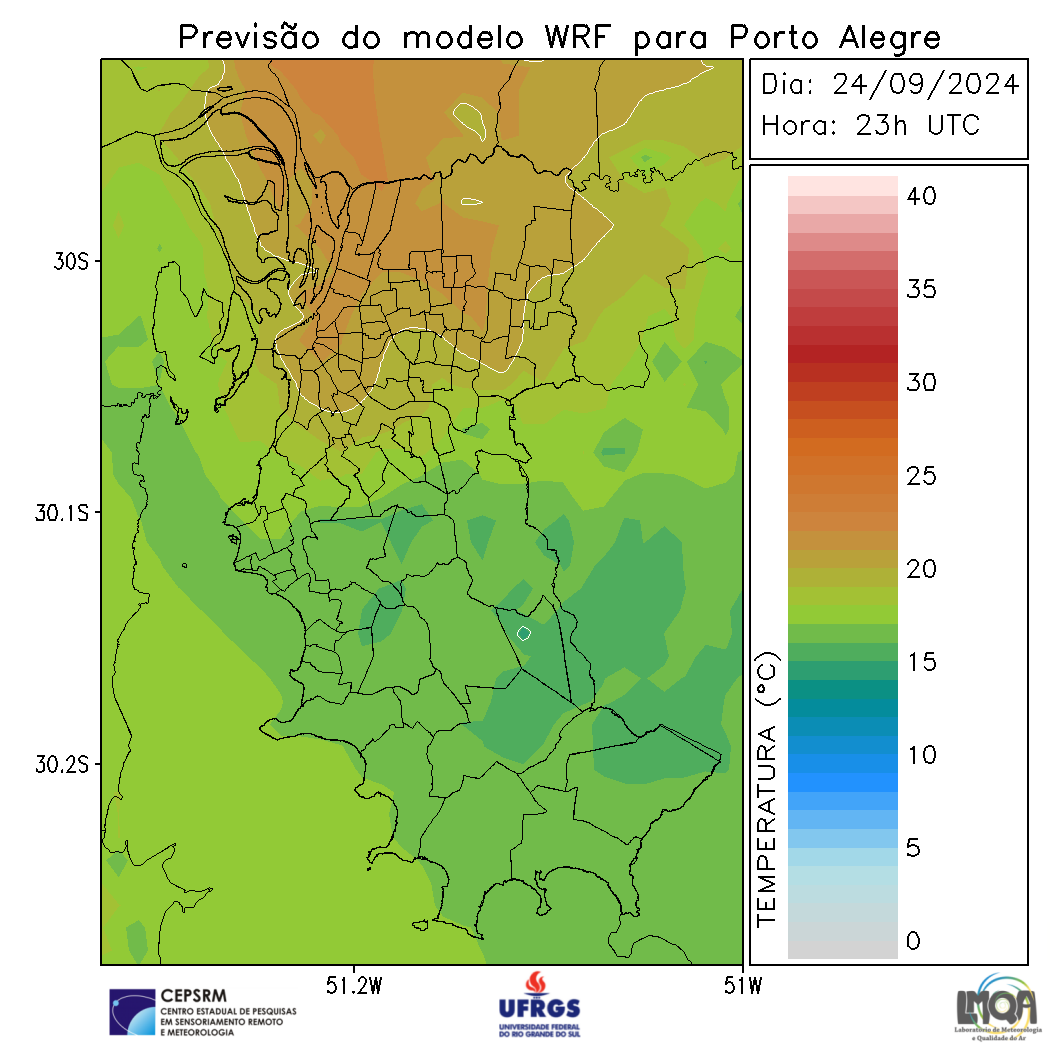 Previsão do modelo WRF para Porto Alegre
Dia: 24/09/2024
Hora: 23h UTC
30S
30.1S
30.2S
51.2W
51W
TEMPERATURA (°C)
40
35
30
25
20
15
10
5
0
CEPSRM
CENTRO ESTADUAL DE PESQUISAS
EM SENSORIAMENTO REMOTO
E METEOROLOGIA
UFRGS
UNIVERSIDADE FEDERAL
DO RIO GRANDE DO SUL
LMQA
Laboratório de Meteorologia
e Qualidade do Ar